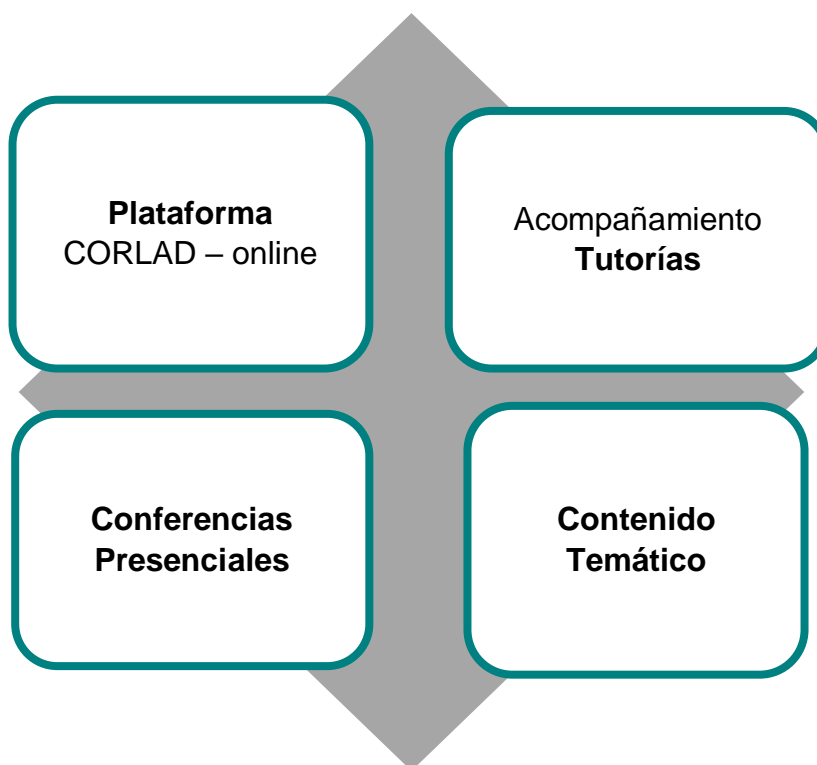 Plataforma
CORLAD – online
Acompañamiento
Tutorías
Conferencias
Presenciales
Contenido
Temático